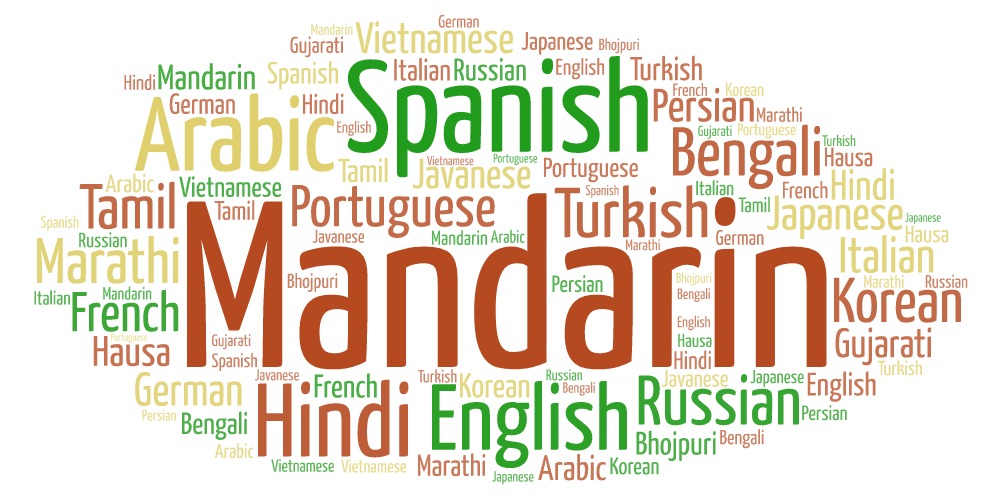 German
Mandarin
Gujarati Vietnamese Japanese Bhojpuri
Hindi Mandarin Spanish Italian Russian English Turkish
German Hindi Spanish French Korean
Arabic English Persian Marathi
Gujarati Portuguese
Bengali Turkish
Tamil Vietnamese Portuguese Portuguese Hausa
Javanese
Arabic Vietnamese Spanish Italian French Hindi
Tamil Tamil Portuguese Turkish Tamil Japanese Japanese
Spanish Russian Javanese Mandarin Arabic Marathi German Hausa
Marathi Mandarin Italian
Bhojpuri Persian Bhojpuri Marathi Russian
Italian Mandarin Bengali Korean
French English
Portuguese Gujarati Hausa Gujarati
Hausa Spanish Hindi
Javanese Turkish Russian Javanese Japanese Turkish
German French Korean Bengali English
Persian Hindi English Russian Persian
Bengali Bhojpuri Bengali
Arabic Vietnamese Vietnamese Marathi Arabic Korean
Japanese